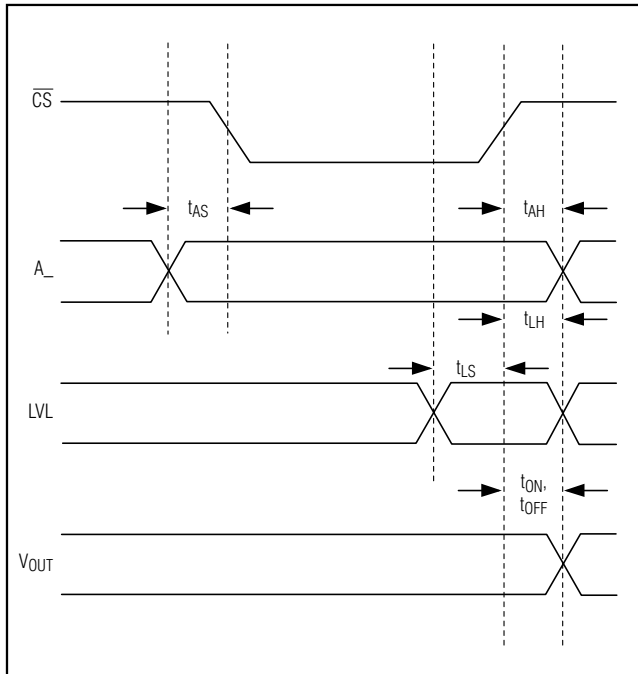 CS
tAS
tAH
A_
tLH
tLS
LVL
tON,
tOFF
VOUT